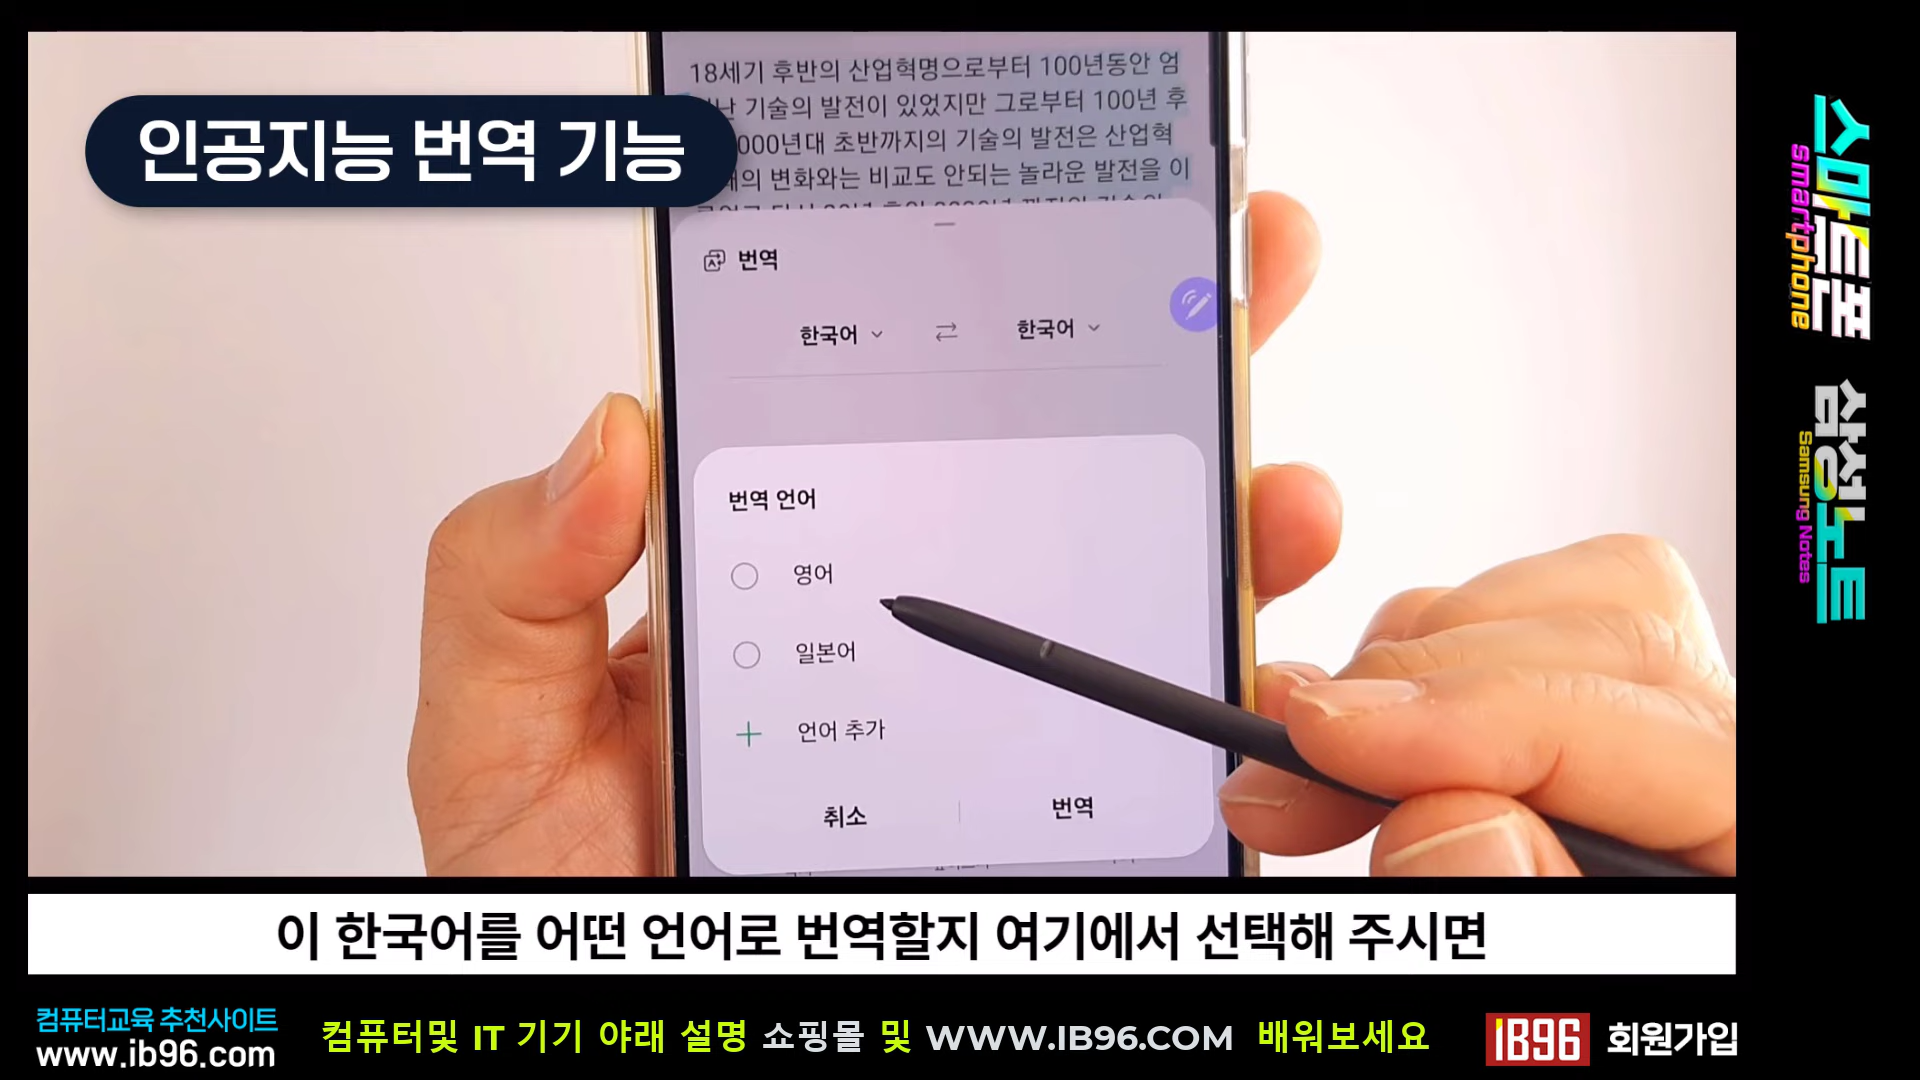 인공지능 번역 기능
18세기 후반의 산업혁명으로부터 100년동안 엄
난 기술의 발전이 있었지만 그로부터 100년 후
000년대 초반까지의 기술의 발전은 산업혁
의 변화와는 비교도 안되는 놀라운 발전을 이
번역
한국어
한국어
번역 언어
영어
일본어
언어 추가
취소
번역
이 한국어를 어떤 언어로 번역할지 여기에서 선택해 주시면
컴퓨터교육 추천사이트
www.ib96.com
컴퓨터및 IT 기기 아래 설명 쇼핑몰 및 WWW.IB96.COM 배워보세요
IB96 회원가입
스마트폰
smartphone
삼성노트
Samsung Notes